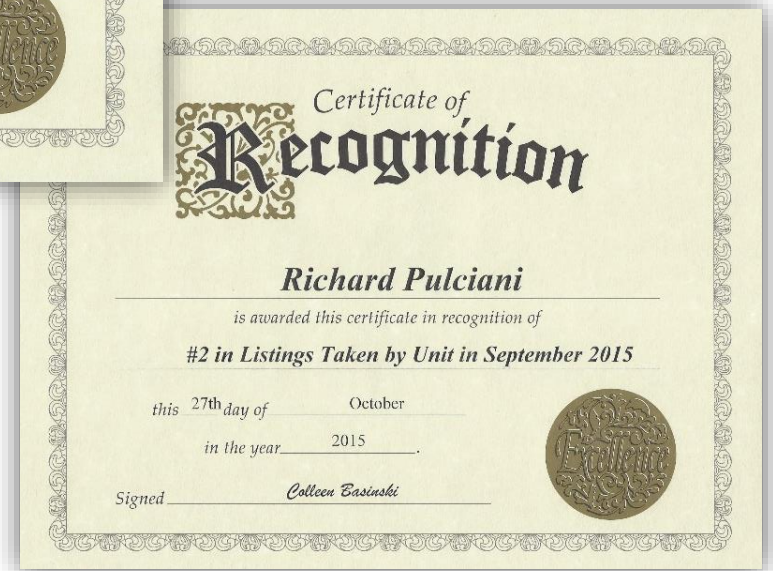 Certificate of
Recognition
Richard Pulciani
is awarded this certificate in recognition of
#2 in Listings Taken by Unit in September 2015
this 27th day of October
in the year 2015.
Signed Colleen Basinski
Excellence